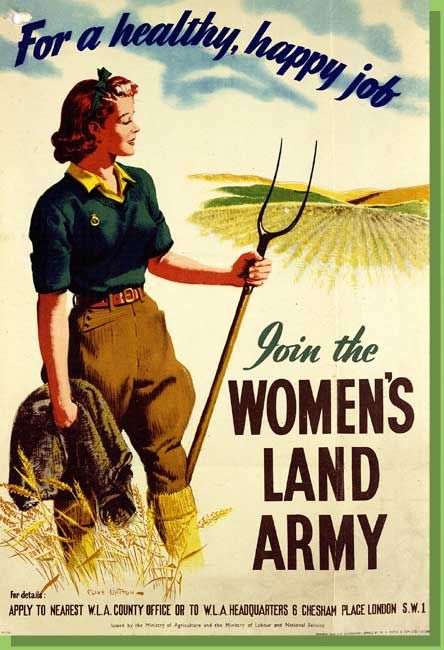 For a healthy, happy job
Join the
WOMEN'S
LAND
ARMY
CLIVE UPTON
For details:
APPLY TO NEAREST W.L.A. COUNTY OFFICE OR TO W.L.A. HEADQUARTERS 6 CHESHAM PLACE LONDON S.W.1
Issued by the Ministry of Agriculture and the Ministry of Labour and National Service